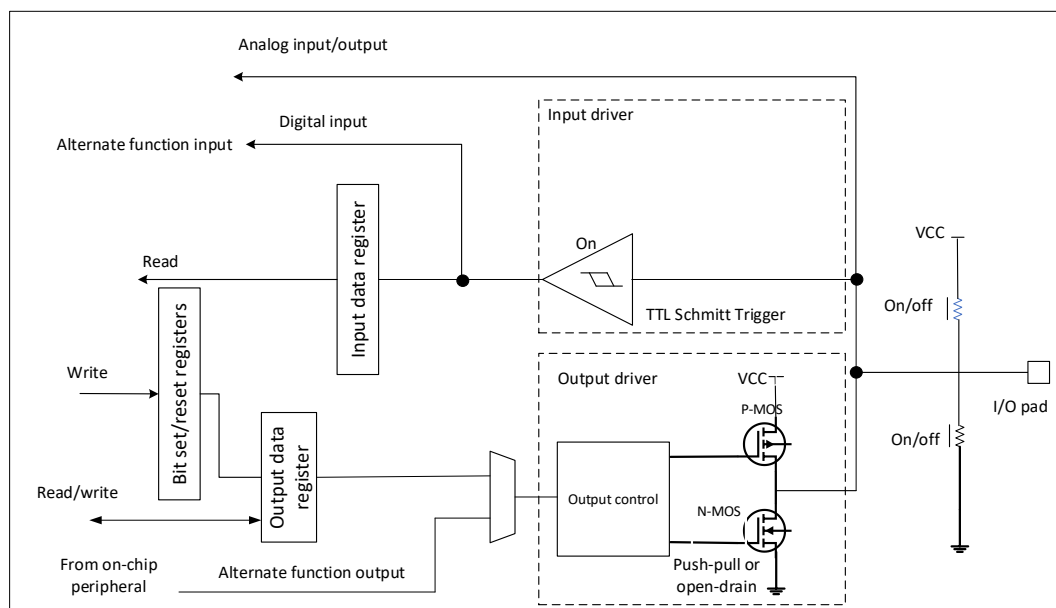 Analog input/output
Digital input
Alternate function input
Input driver
On
Input data register
Read
TTL Schmitt Trigger
VCC
On/off
Bit set/reset registers
Write
Output driver
VCC
P-MOS
I/O pad
On/off
Output data
register
Read/write
Output control
N-MOS
Push-pull or
open-drain
From on-chip
peripheral
Alternate function output